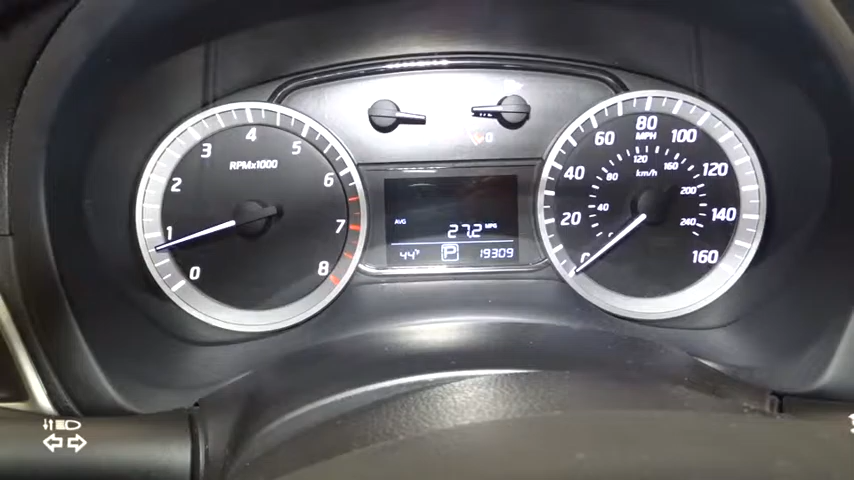 RPMx1000
0 1 2 3 4 5 6 7 8
AVG
27.2 MPG
44°F P 19309
MPH
0 20 40 60 80 100 120 140 160
km/h
40 80 120 160 200 240